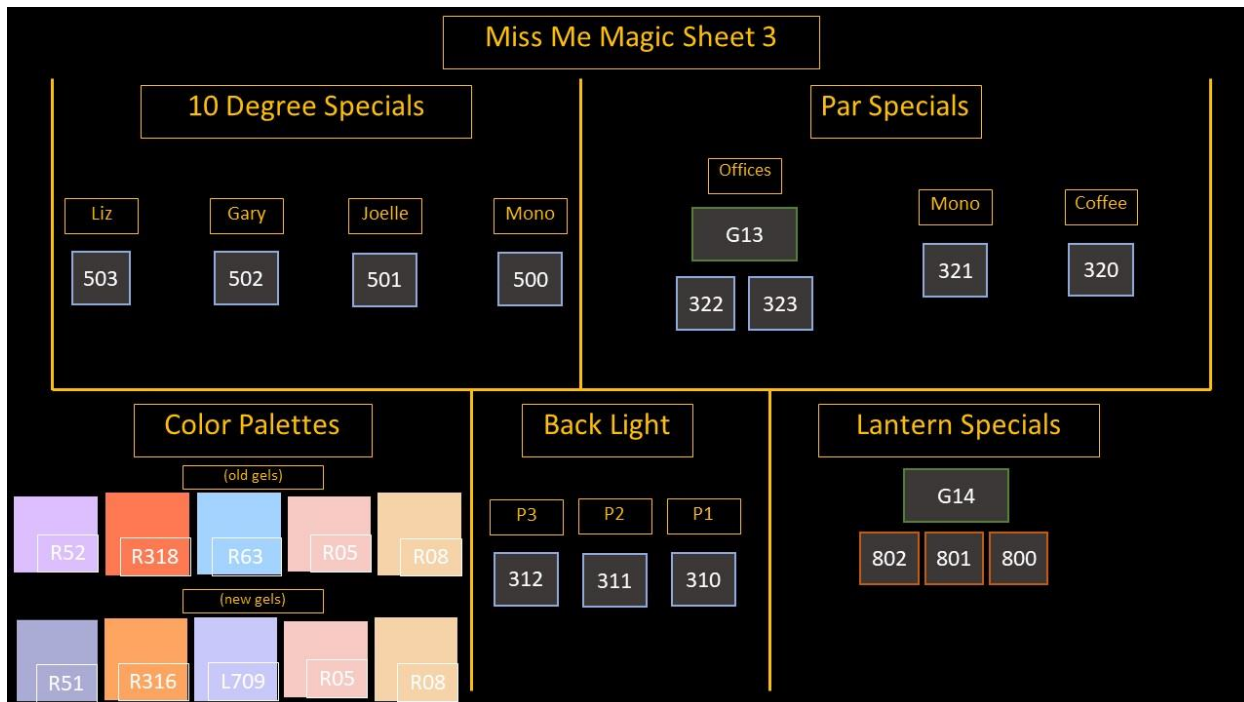 Miss Me Magic Sheet 3
10 Degree Specials
Liz Gary Joelle Mono
503 502 501 500
Par Specials
Offices
G13
322 323
Mono Coffee
321 320
Color Palettes
(old gels)
R52 R318 R63 R05 R08
(new gels)
R51 R316 L709 R05 R08
Back Light
P3 P2 P1
312 311 310
Lantern Specials
G14
802 801 800